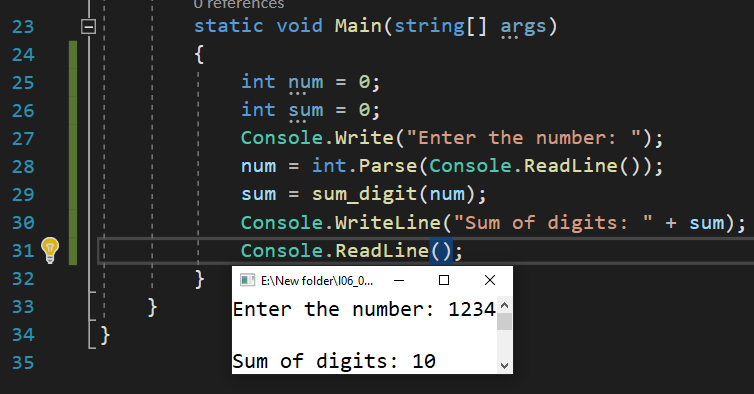 0 references
23 static void Main(string[] args)
24 {
25 int num = 0;
26 int sum = 0;
27 Console.Write("Enter the number: ");
28 num = int.Parse(Console.ReadLine());
29 sum = sum_digit(num);
30 Console.WriteLine("Sum of digits: " + sum);
31 Console.ReadLine();
32 }
33 }
34 }
35
E:\New folder\I06_0...
Enter the number: 1234
Sum of digits: 10